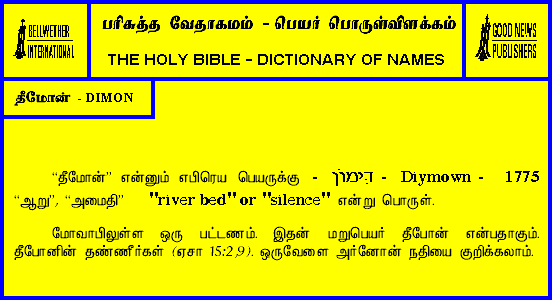 BELLWETHER
INTERNATIONAL
பரிசுத்த வேதாகமம் - பெயர் பொருள்விளக்கம்
THE HOLY BIBLE - DICTIONARY OF NAMES
GOOD NEWS
PUBLISHERS
தீமோன் - DIMON
“தீமோன்” என்னும் எபிரெய பெயருக்கு - דִּימוֹן - Diymown - 1775
“ஆறு”, “அமைதி” "river bed" or "silence" என்று பொருள்.
மோவாபிலுள்ள ஒரு பட்டணம். இதன் மறுபெயர் தீபோன் என்பதாகும்.
தீபோனின் தண்ணீர்கள் (ஏசா 15:2,9). ஒருவேளை அர்னோன் நதியை குறிக்கலாம்.